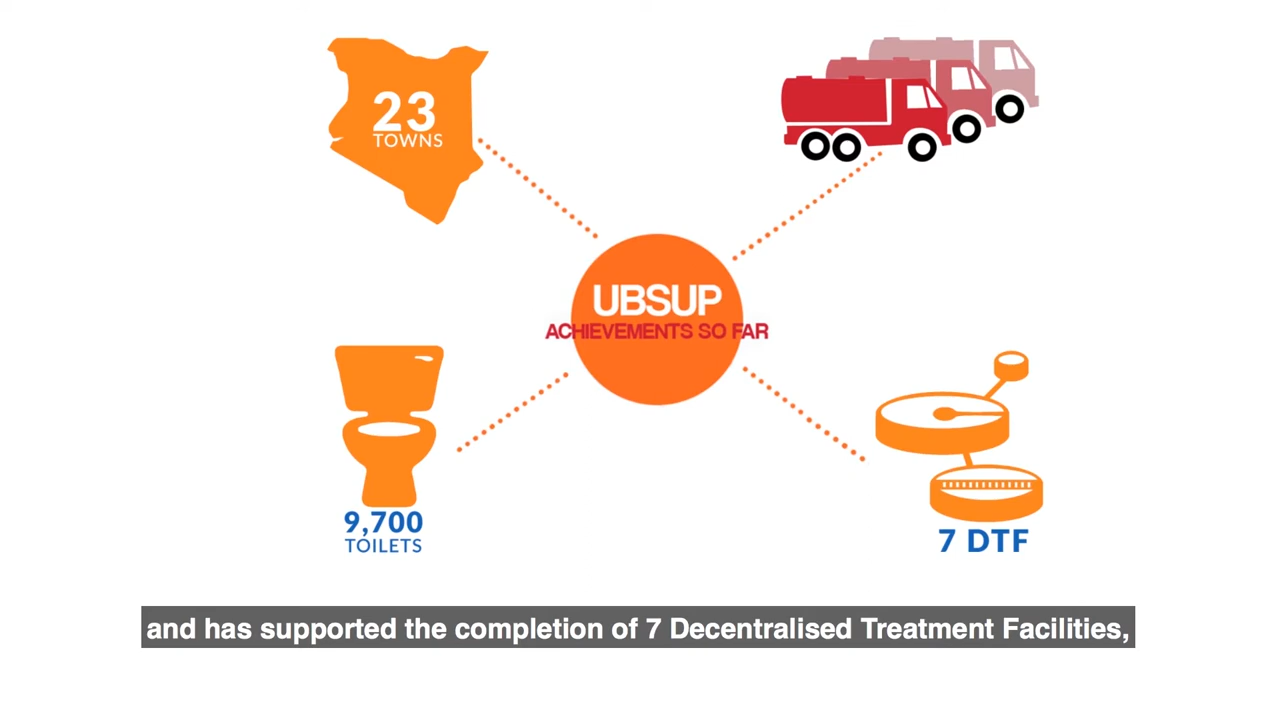 23
TOWNS
UBSUP
ACHIEVEMENTS SO FAR
9,700
TOILETS
7 DTF
and has supported the completion of 7 Decentralised Treatment Facilities,